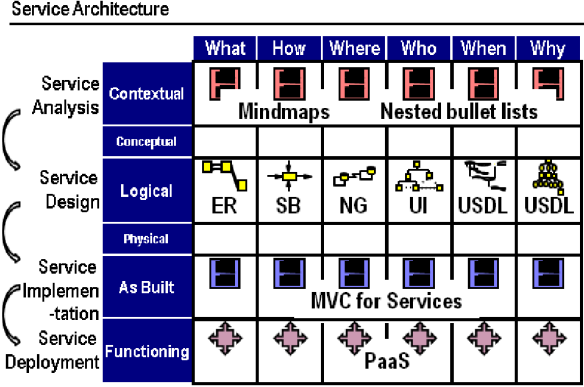 Service Architecture
What How Where Who When Why
Service
Analysis
Contextual
Mindmaps Nested bullet lists
Conceptual
Service
Design
Logical
ER SB NG UI USDL USDL
Physical
Service
Implemen
-tation
As Built
MVC for Services
Service
Deployment
Functioning
PaaS